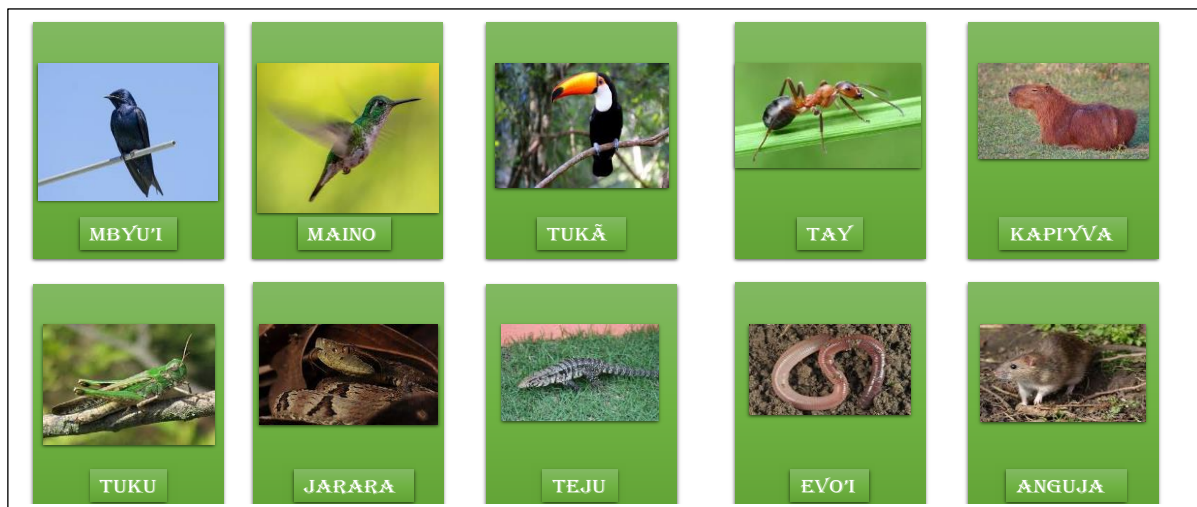 MBYU'I
MAINO
TUKÃ
TAY
KAPI'YVA
TUKU
JARARA
TEJU
EVO'I
ANGUJA